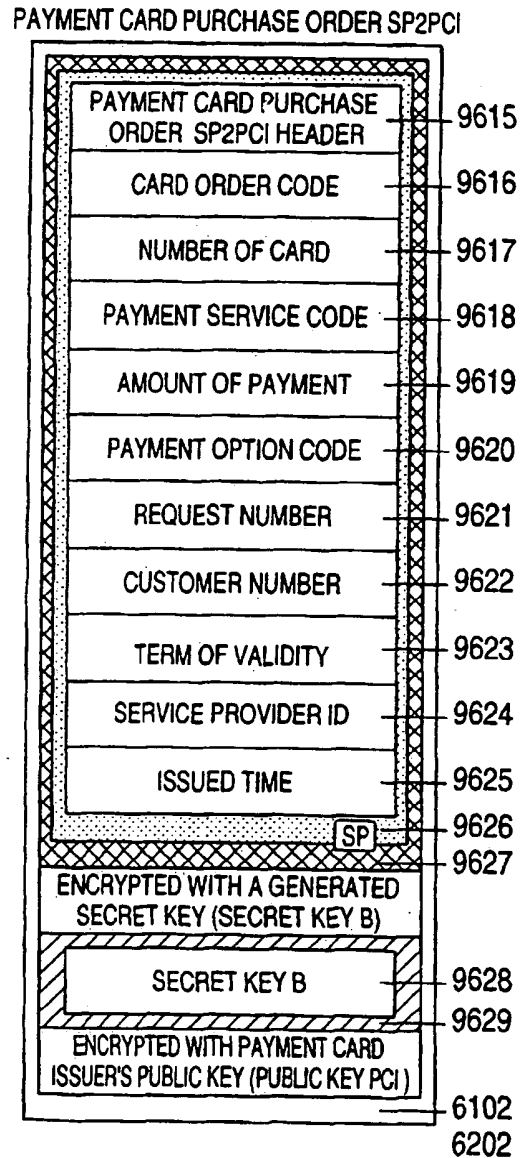 PAYMENT CARD PURCHASE ORDER SP2PCI
PAYMENT CARD PURCHASE
ORDER SP2PCI HEADER
9615
CARD ORDER CODE
9616
NUMBER OF CARD
9617
PAYMENT SERVICE CODE
9618
AMOUNT OF PAYMENT
9619
PAYMENT OPTION CODE
9620
REQUEST NUMBER
9621
CUSTOMER NUMBER
9622
TERM OF VALIDITY
9623
SERVICE PROVIDER ID
9624
ISSUED TIME
9625
SP
9626
9627
ENCRYPTED WITH A GENERATED
SECRET KEY (SECRET KEY B)
SECRET KEY B
9628
9629
ENCRYPTED WITH PAYMENT CARD
ISSUER'S PUBLIC KEY (PUBLIC KEY PCI)
6102
6202